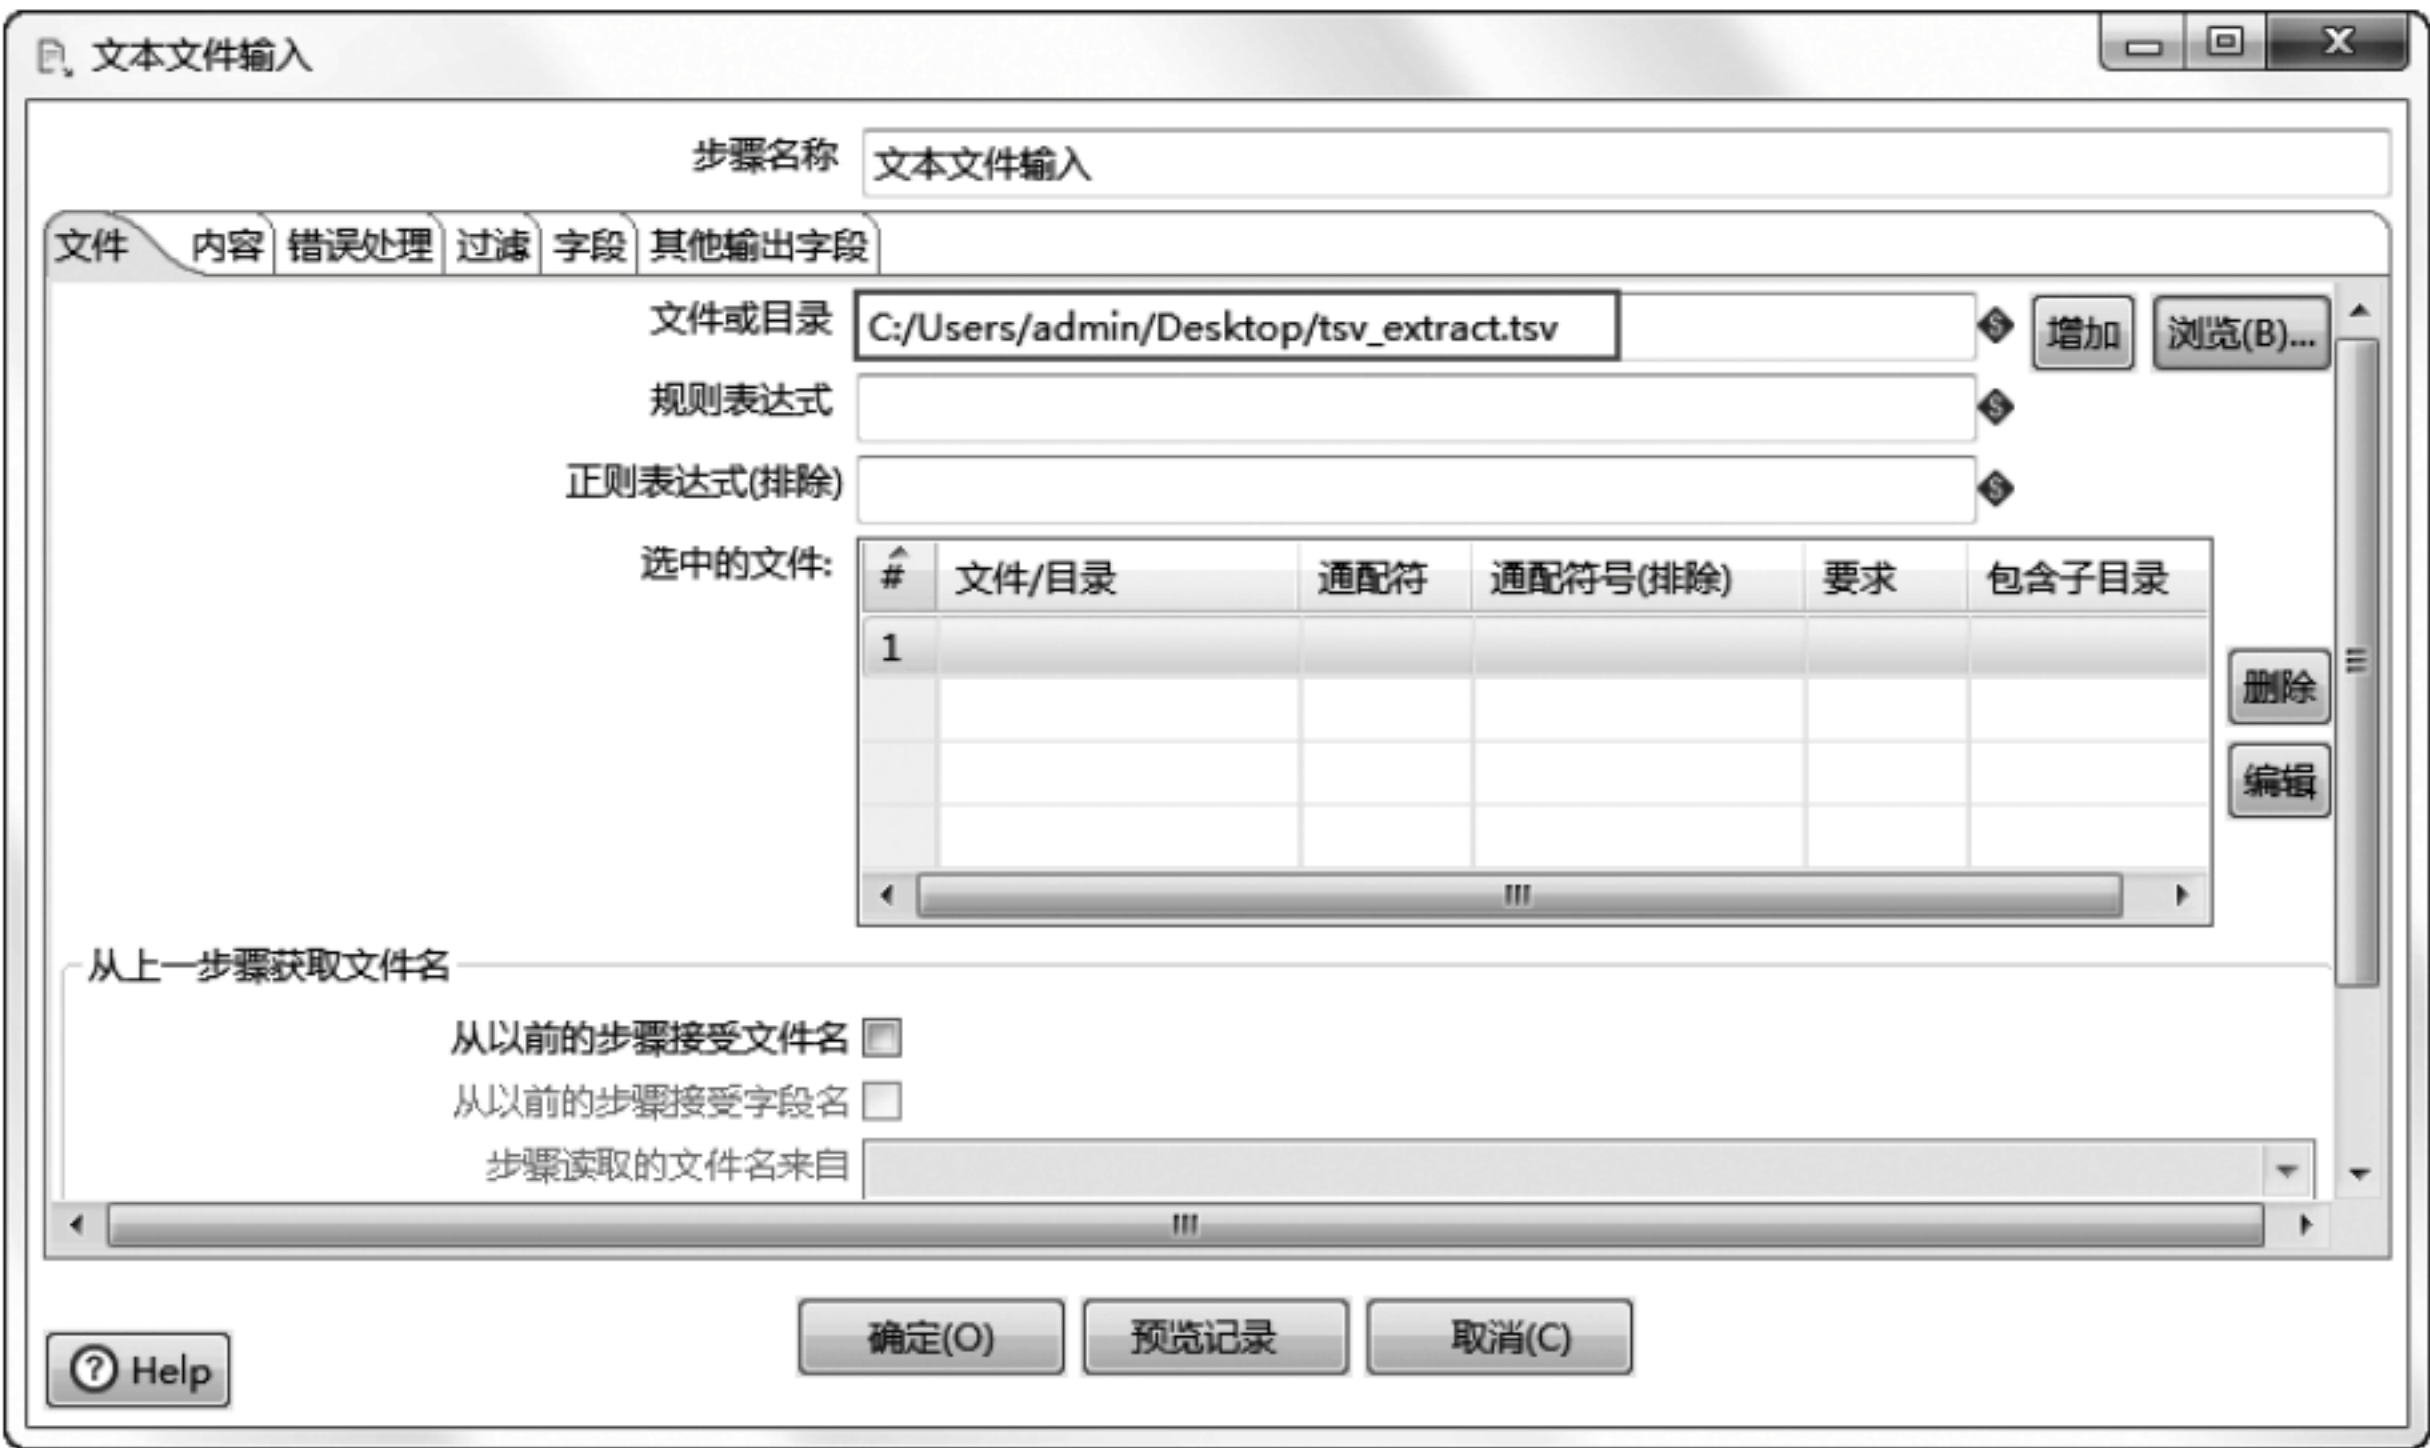 文本文件输入
步骤名称 文本文件输入
文件 内容 错误处理 过滤 字段 其他输出字段
文件或目录 C:/Users/admin/Desktop/tsv_extract.tsv S 增加 浏览(B)...
规则表达式 S
正则表达式(排除) S
选中的文件: # 文件/目录 通配符 通配符号(排除) 要求 包含子目录
1
删除
编辑
从上一步骤获取文件名
从以前的步骤接受文件名
从以前的步骤接受字段名
步骤读取的文件名来自
确定(O) 预览记录 取消(C)
? Help